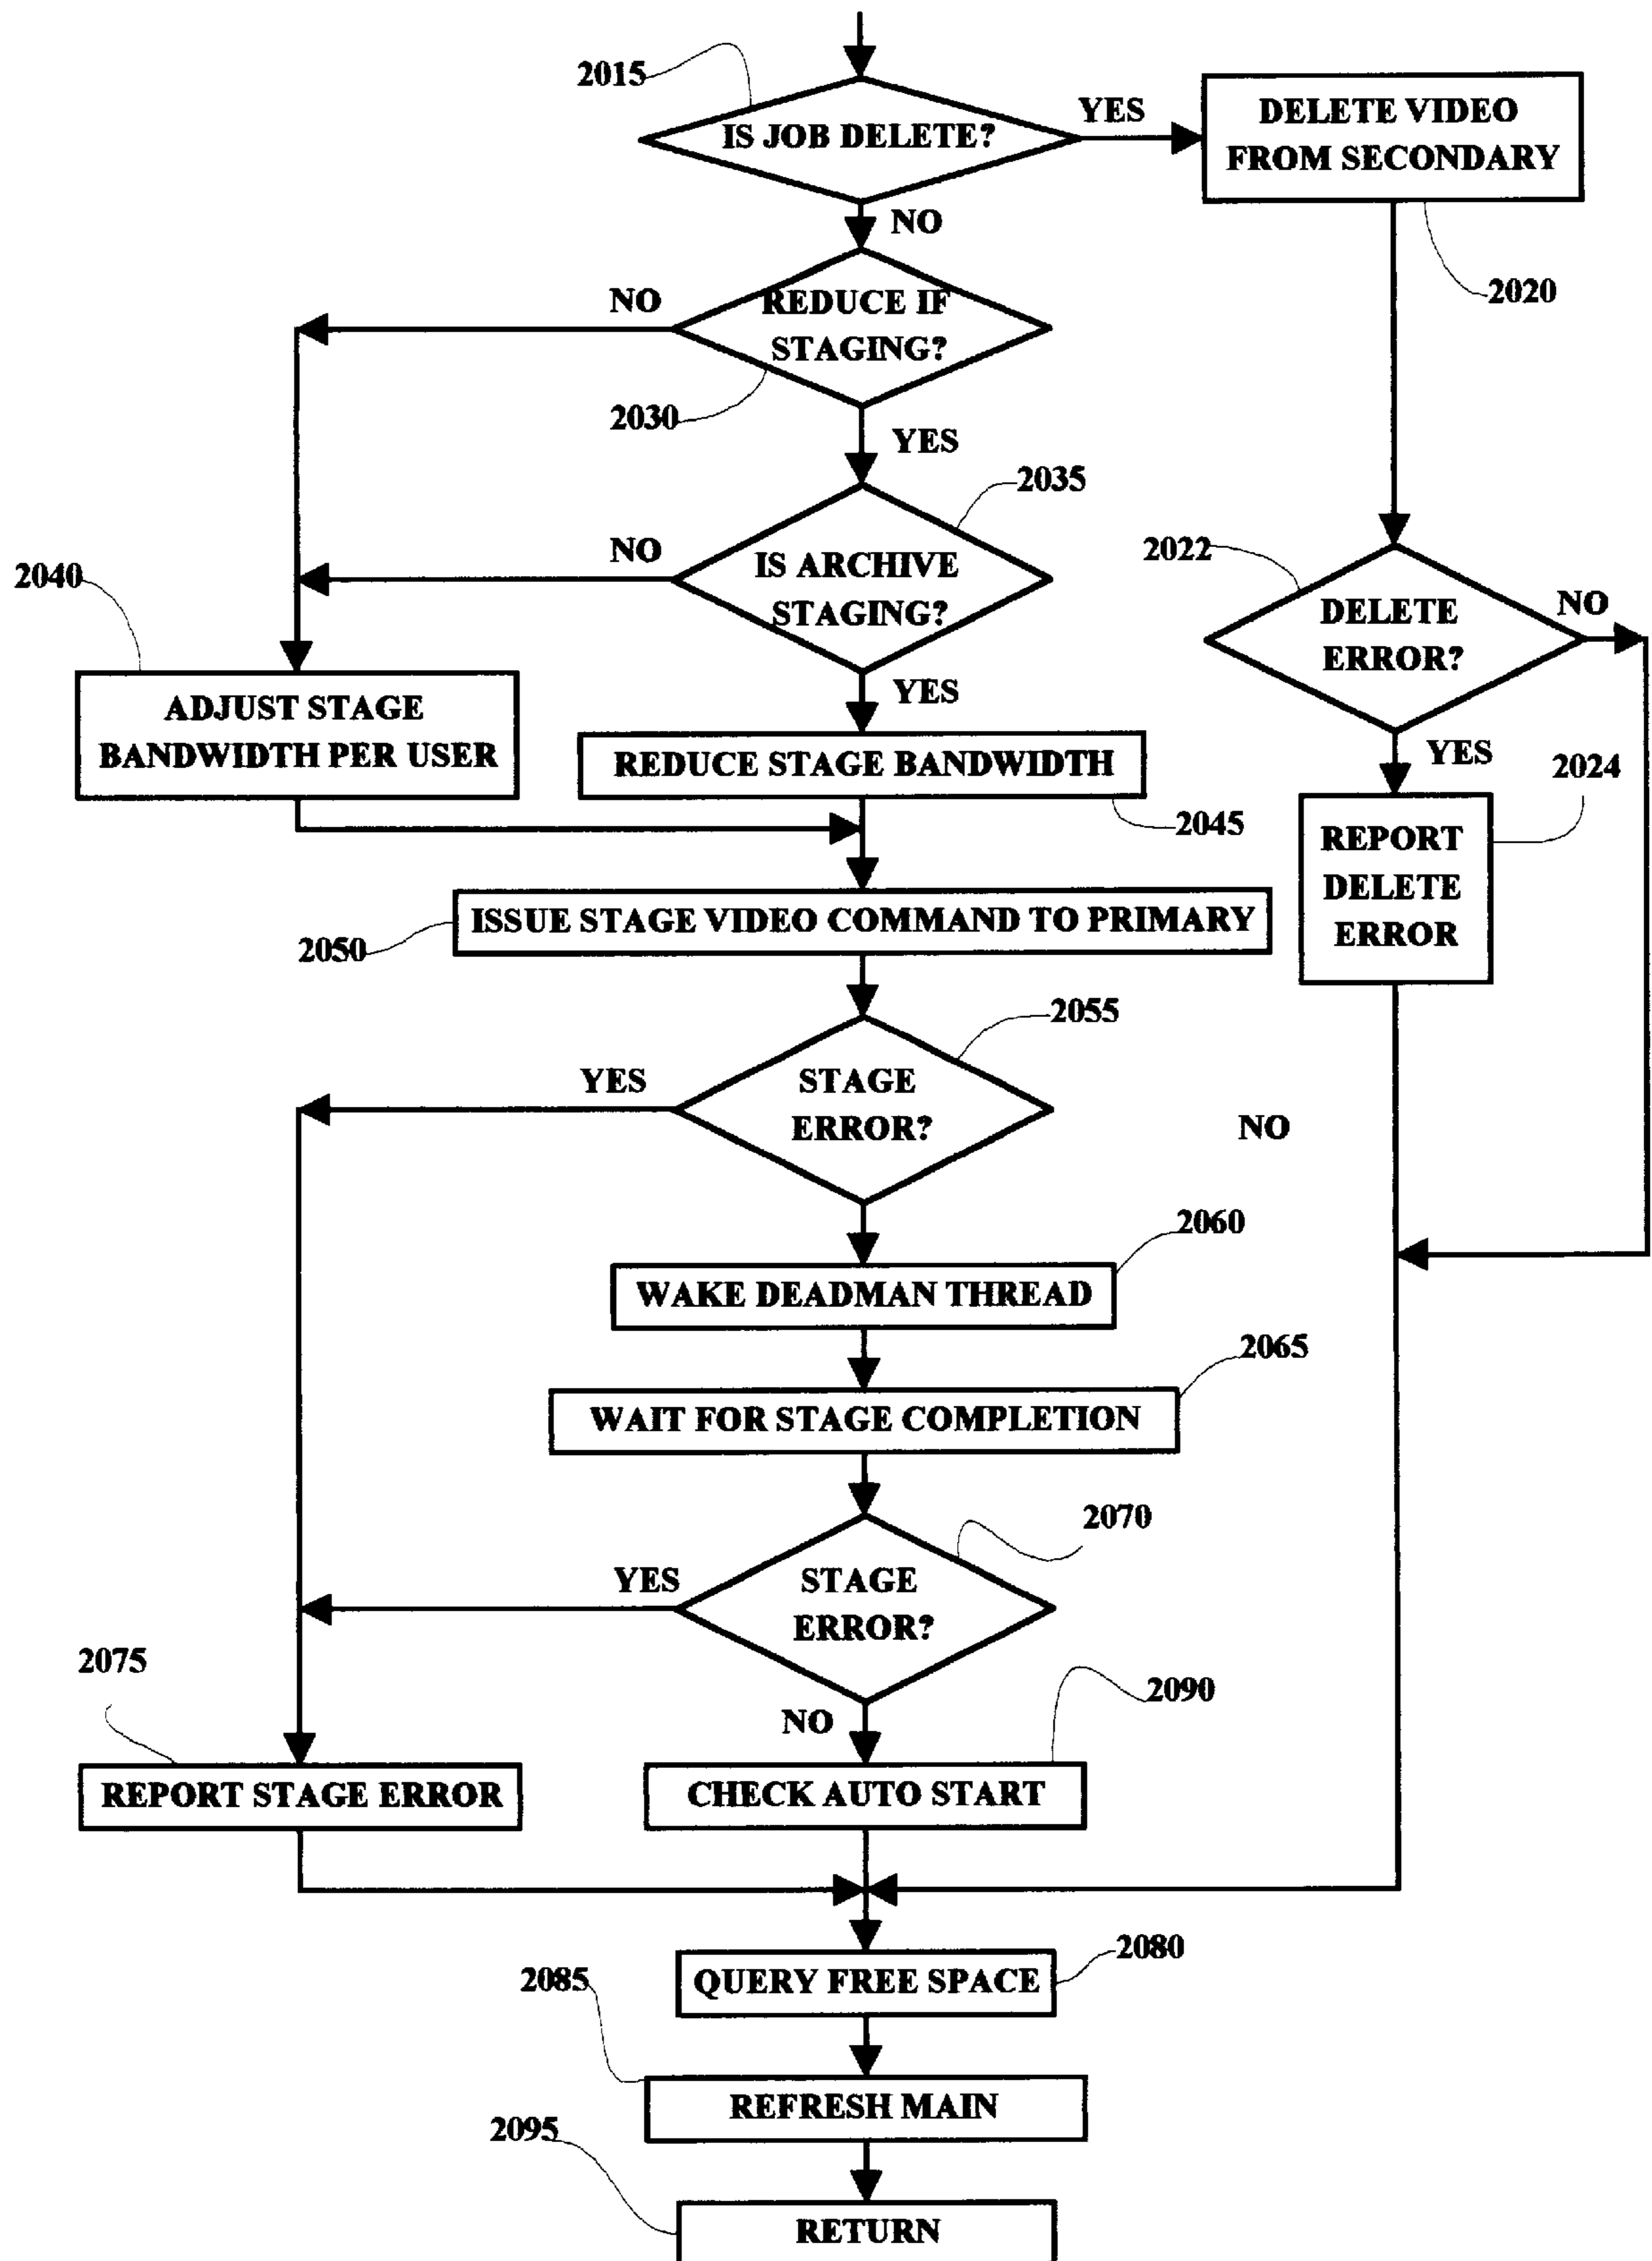 2015
IS JOB DELETE?
YES
DELETE VIDEO
FROM SECONDARY
2020
NO
REDUCE IF
STAGING?
NO
2030
YES
2035
IS ARCHIVE
STAGING?
NO
2040
2022
DELETE
ERROR?
NO
YES
ADJUST STAGE
BANDWIDTH PER USER
REDUCE STAGE BANDWIDTH
2045
YES
2024
REPORT
DELETE
ERROR
ISSUE STAGE VIDEO COMMAND TO PRIMARY
2050
2055
STAGE
ERROR?
YES
NO
2060
WAKE DEADMAN THREAD
2065
WAIT FOR STAGE COMPLETION
2070
STAGE
ERROR?
YES
2075
2090
NO
REPORT STAGE ERROR
CHECK AUTO START
2080
QUERY FREE SPACE
2085
REFRESH MAIN
2095
RETURN